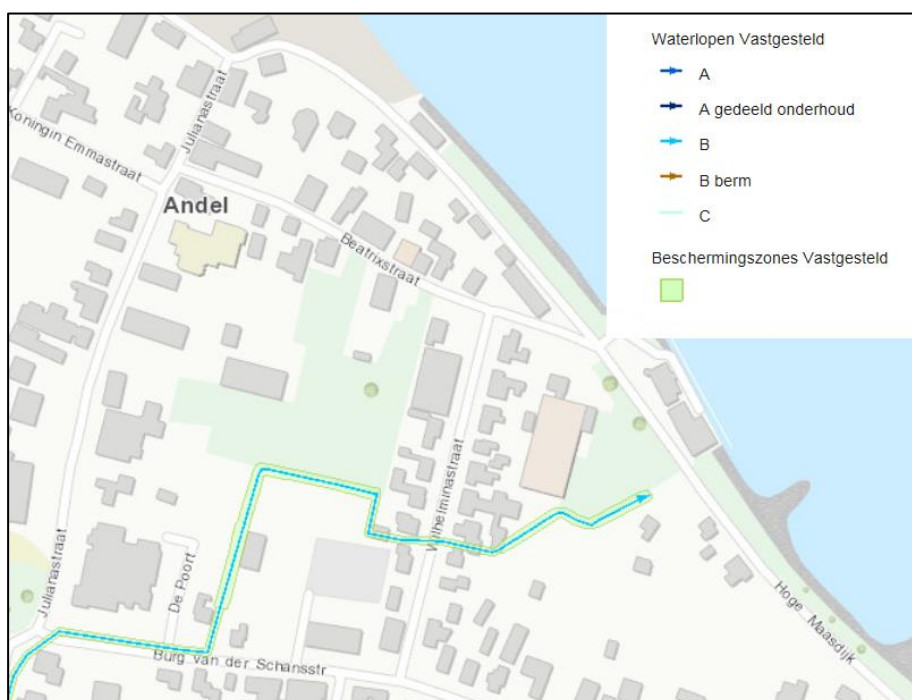 Waterlopen Vastgesteld
A
A gedeeld onderhoud
B
B berm
C
Beschermingszones Vastgesteld
Julianastraat
Koningin Emmastraat
Andel
Beatrixstraat
Wilhelminastraat
Julianastraat
De Poort
Burg van der Schansstr
Hoge Maasdijk